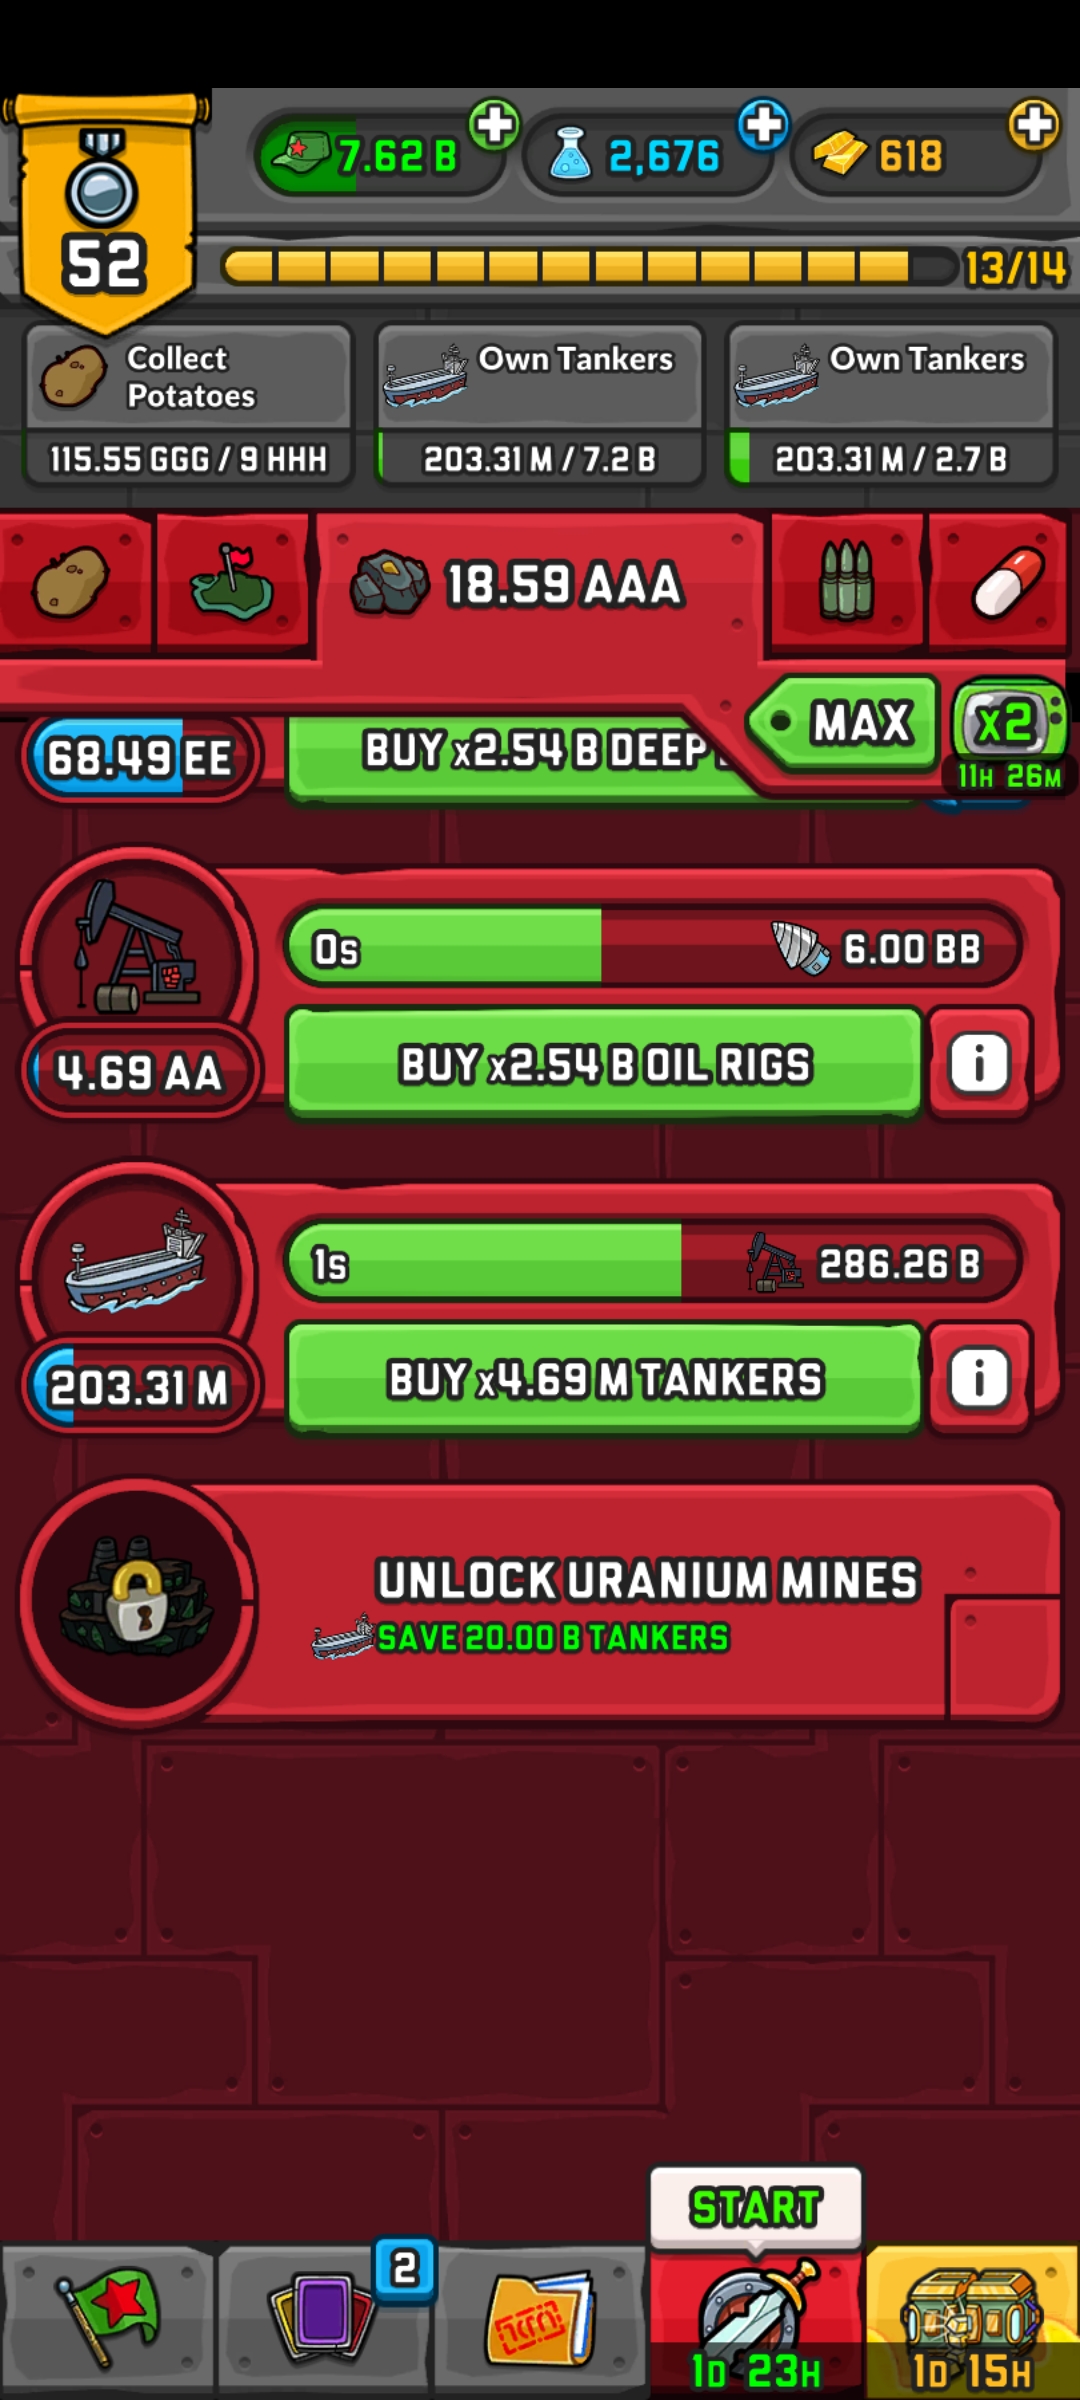 7.62 B
2,676
618
52
13/14
Collect
Potatoes
Own Tankers
Own Tankers
115.55 GGG / 9 HHH
203.31 M / 7.2 B
203.31 M / 2.7 B
18.59 AAA
MAX
x2
11H 26M
68.49 EE
BUY x2.54 B DEEP
0s
6.00 BB
4.69 AA
BUY x2.54 B OIL RIGS
i
1s
286.26 B
203.31 M
BUY x4.69 M TANKERS
i
UNLOCK URANIUM MINES
SAVE 20.00 B TANKERS
START
2
1D 23H
1D 15H